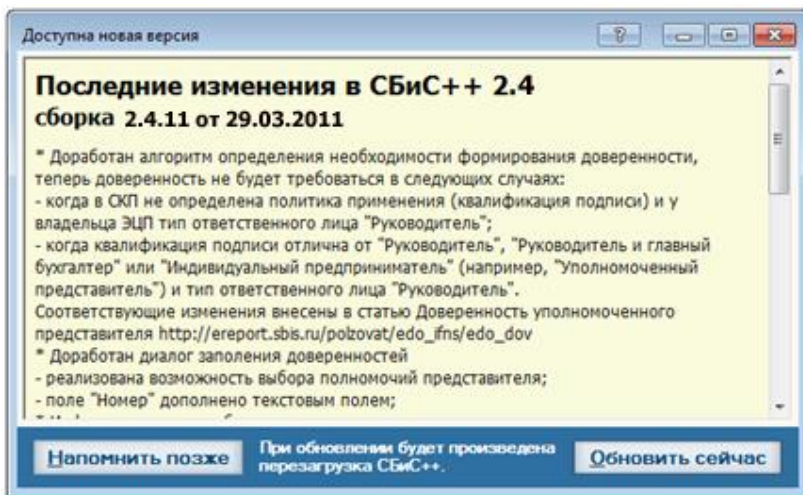 Доступна новая версия
Последние изменения в СБиС++ 2.4
сборка 2.4.11 от 29.03.2011
* Доработан алгоритм определения необходимости формирования доверенности,
теперь доверенность не будет требоваться в следующих случаях:
- когда в СКП не определена политика применения (квалификация подписи) и у
владельца ЭЦП тип ответственного лица "Руководитель";
- когда квалификация подписи отлична от "Руководитель", "Руководитель и главный
бухгалтер" или "Индивидуальный предприниматель" (например, "Уполномоченный
представитель") и тип ответственного лица "Руководитель".
Соответствующие изменения внесены в статью Доверенность уполномоченного
представителя http://ereport.sbis.ru/polzovat/edo_ifns/edo_dov
* Доработан диалог заполения доверенностей
- реализована возможность выбора полномочий представителя;
- поле "Номер" дополнено текстовым полем;
Напомнить позже
При обновлении будет произведена
перезагрузка СБиС++.
Обновить сейчас